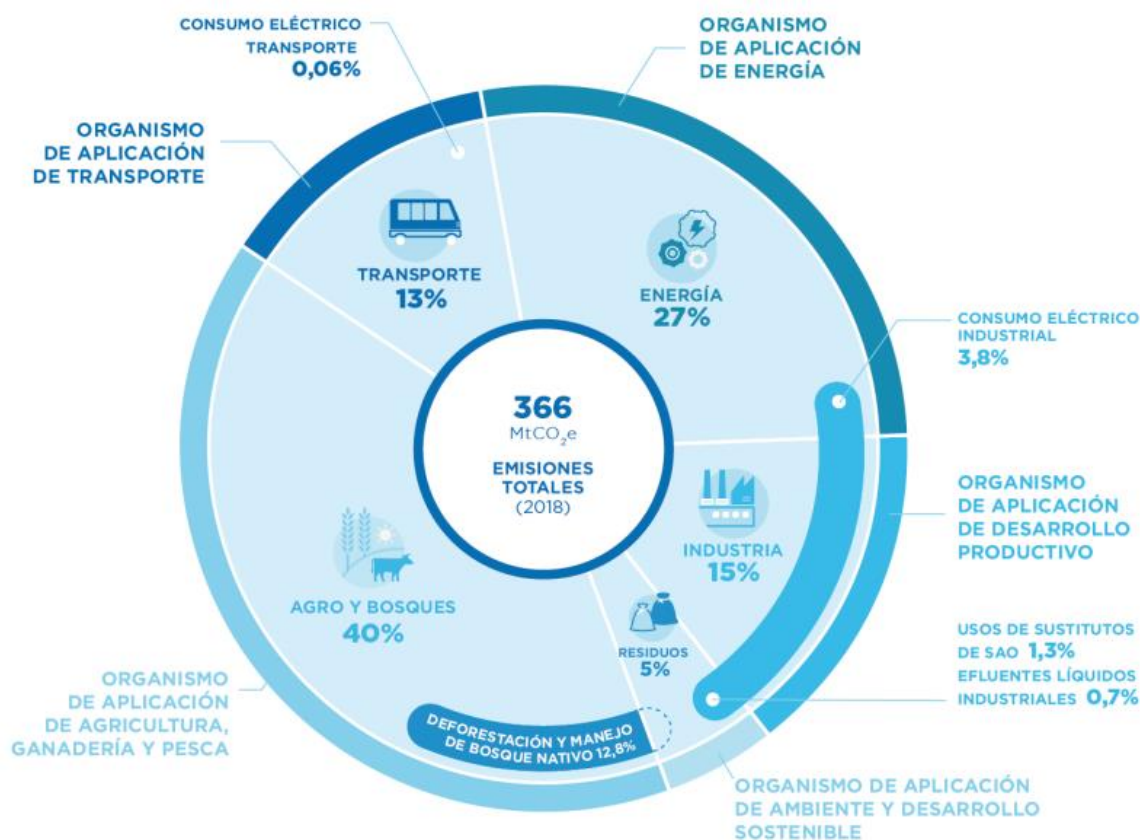 CONSUMO ELÉCTRICO
TRANSPORTE
0,06%
ORGANISMO
DE APLICACIÓN
DE ENERGÍA
ORGANISMO
DE APLICACIÓN
DE TRANSPORTE
TRANSPORTE
13%
ENERGÍA
27%
CONSUMO ELÉCTRICO
INDUSTRIAL
3,8%
366
MtCO₂e
EMISIONES
TOTALES
(2018)
ORGANISMO
DE APLICACIÓN
DE DESARROLLO
PRODUCTIVO
INDUSTRIA
15%
AGRO Y BOSQUES
40%
RESIDUOS
5%
USOS DE SUSTITUTOS
DE SAO 1,3%
EFLUENTES LÍQUIDOS
INDUSTRIALES 0,7%
ORGANISMO
DE APLICACIÓN
DE AGRICULTURA,
GANADERÍA Y PESCA
DEFORESTACIÓN Y MANEJO
DE BOSQUE NATIVO 12,8%
ORGANISMO DE APLICACIÓN
DE AMBIENTE Y DESARROLLO
SOSTENIBLE